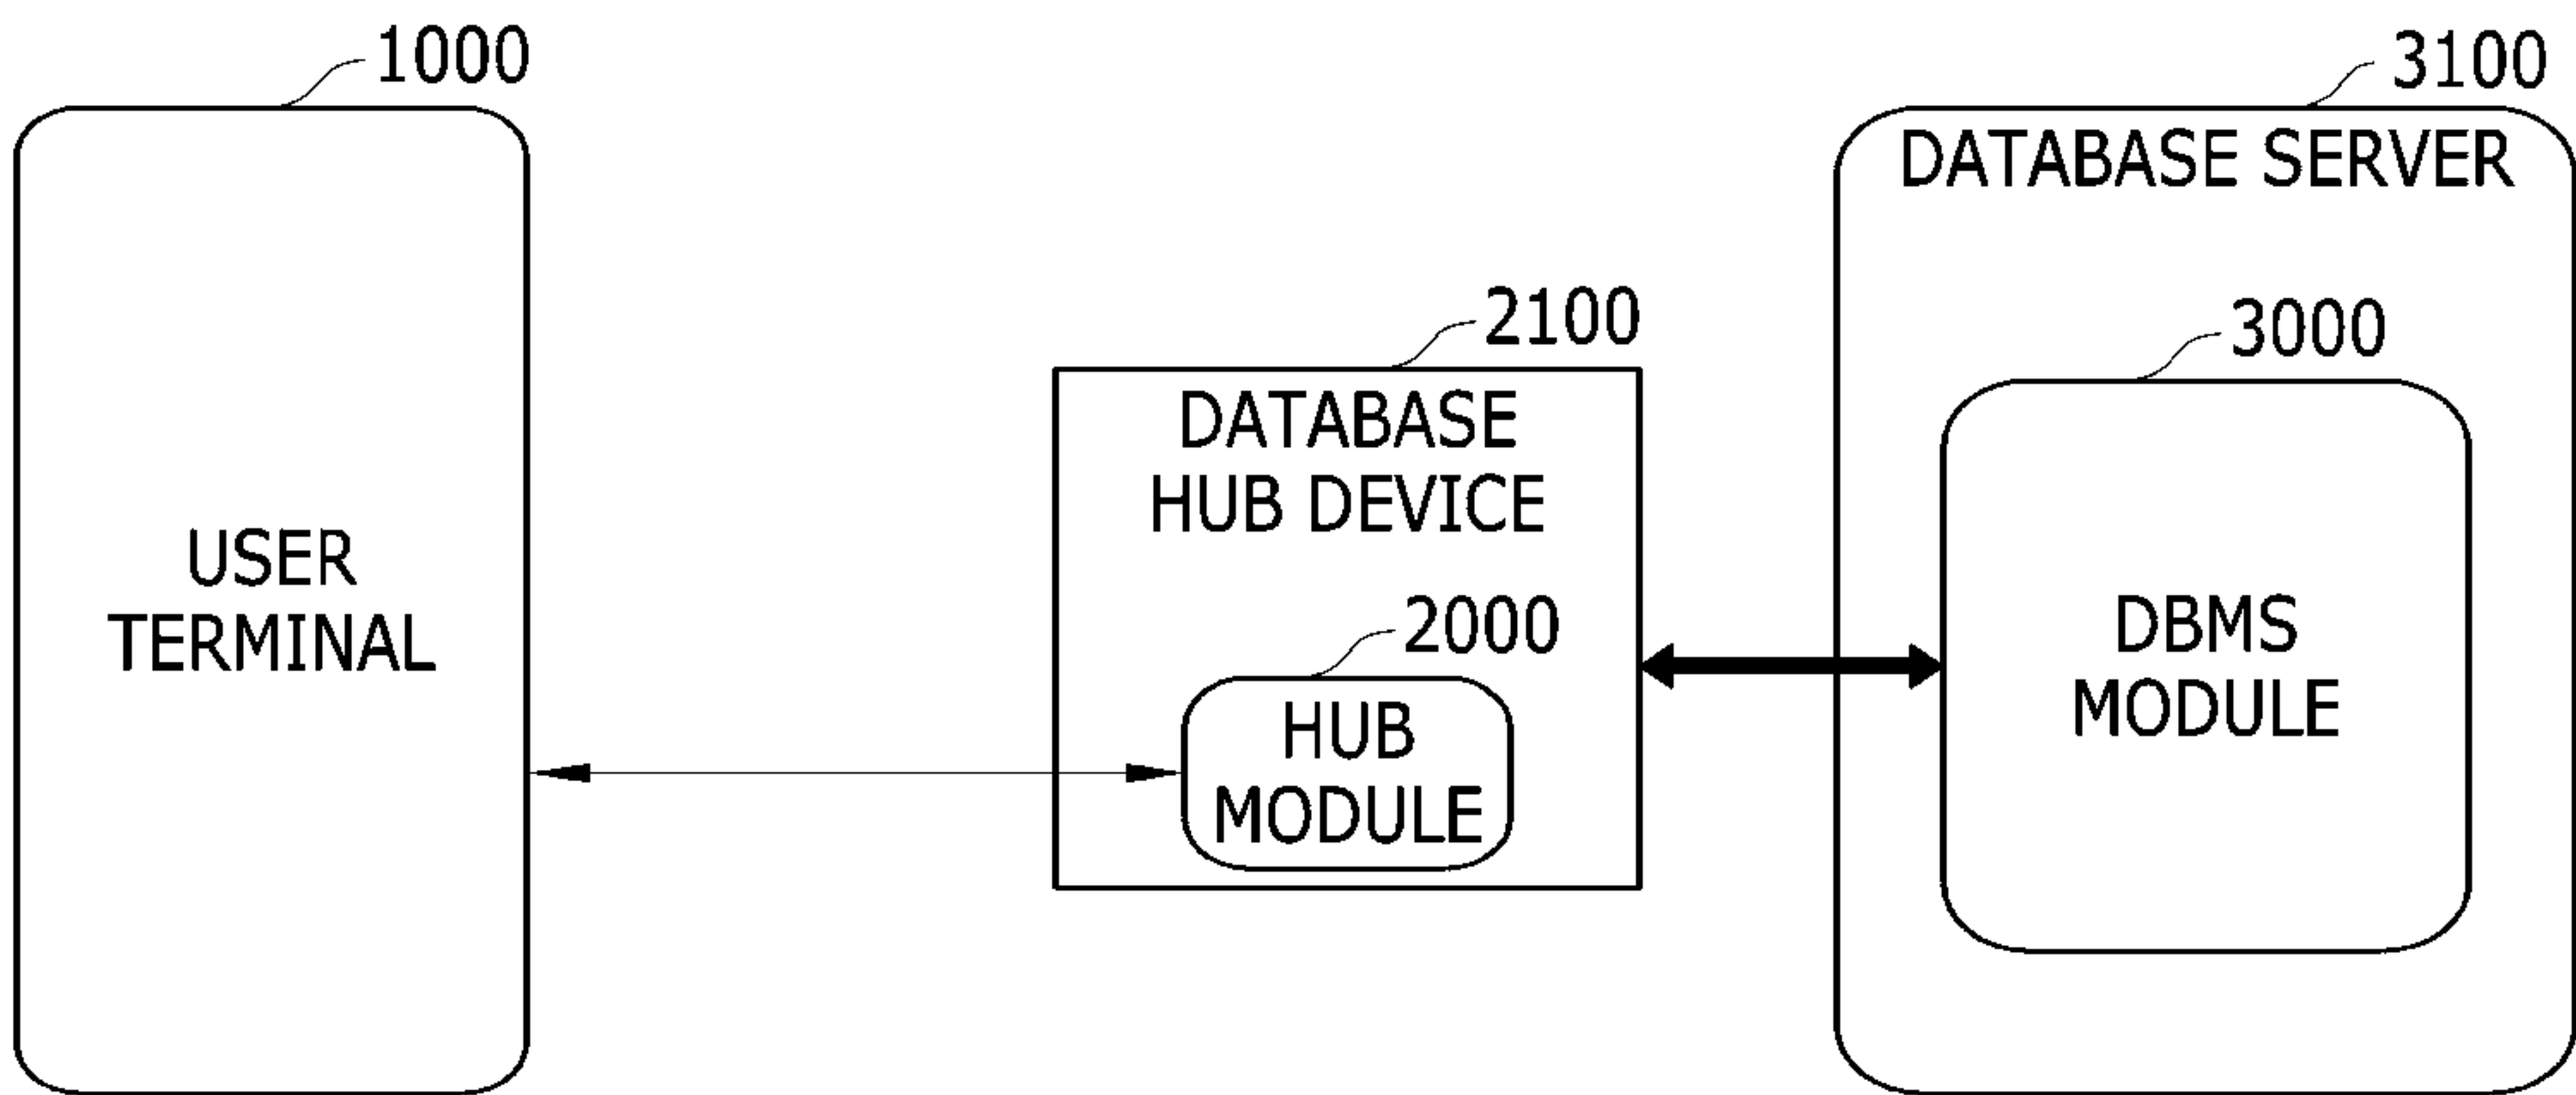 1000
USER
TERMINAL
2100
DATABASE
HUB DEVICE
2000
HUB
MODULE
3100
DATABASE SERVER
3000
DBMS
MODULE